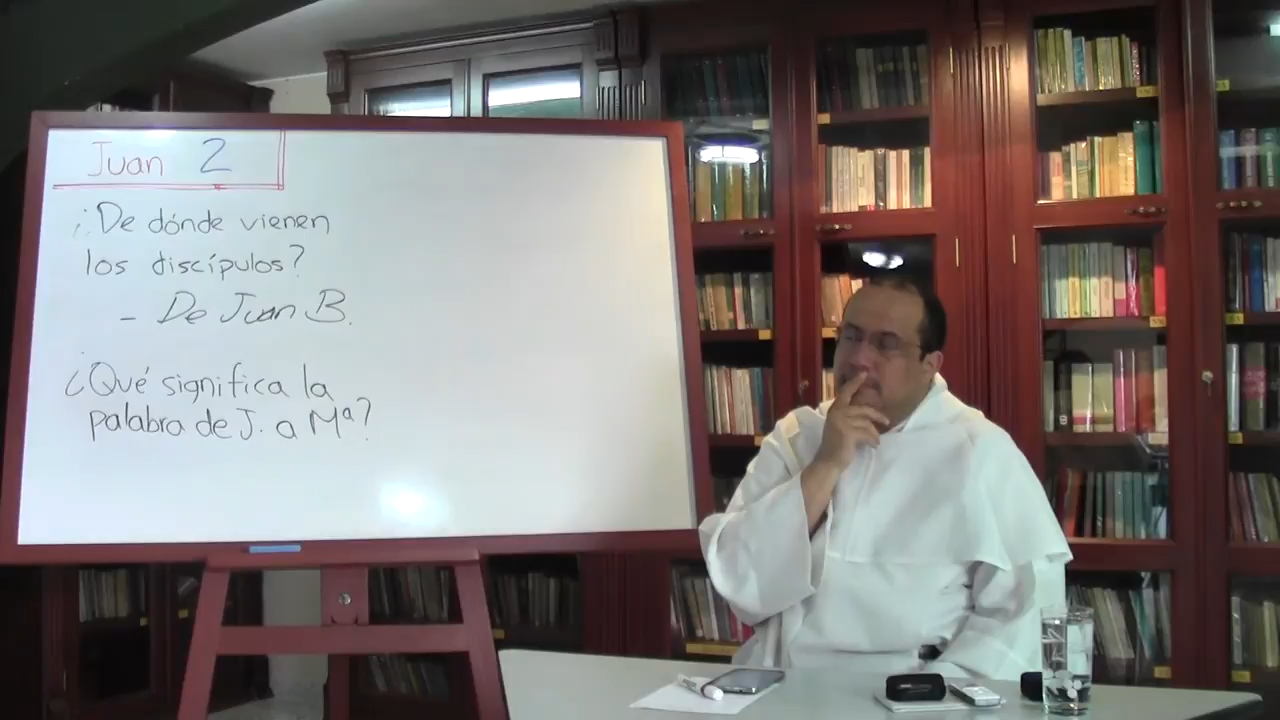 Juan 2
¿De dónde vienen
los discípulos?
- De Juan B.
¿Qué significa la
palabra de J. a Mª?